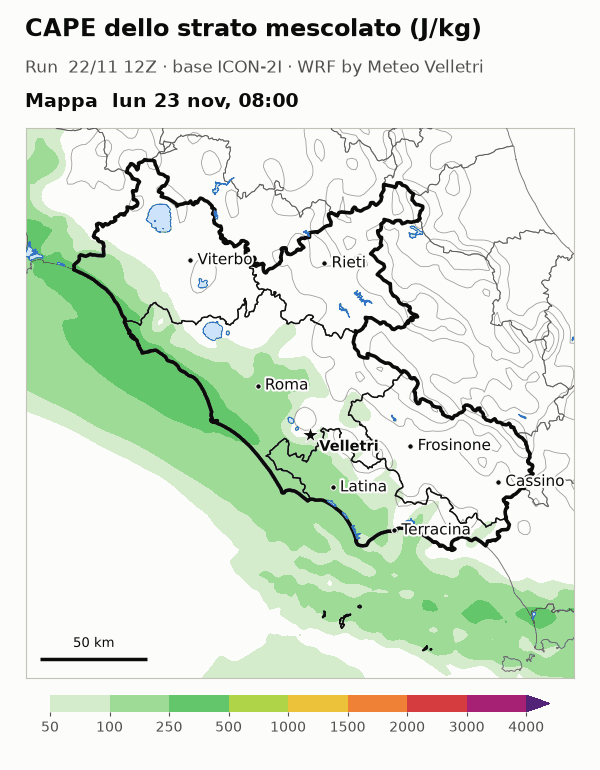 CAPE dello strato mescolato (J/kg)
Run  22/11 12Z · base ICON-2I · WRF by Meteo Velletri
Mappa  lun 23 nov, 08:00
Viterbo
Rieti
Roma
Velletri
Frosinone
Cassino
Latina
Terracina
50 km
50 100 250 500 1000 1500 2000 3000 4000